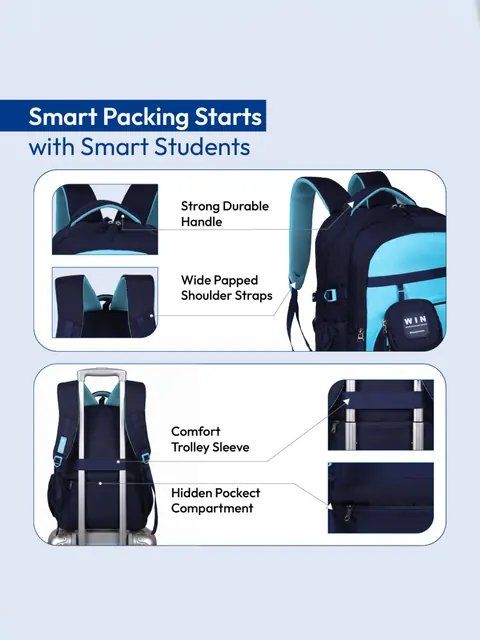 Smart Packing Starts
with Smart Students
Strong Durable
Handle
Wide Papped
Shoulder Straps
WIN
Comfort
Trolley Sleeve
Hidden Pockect
Compartment